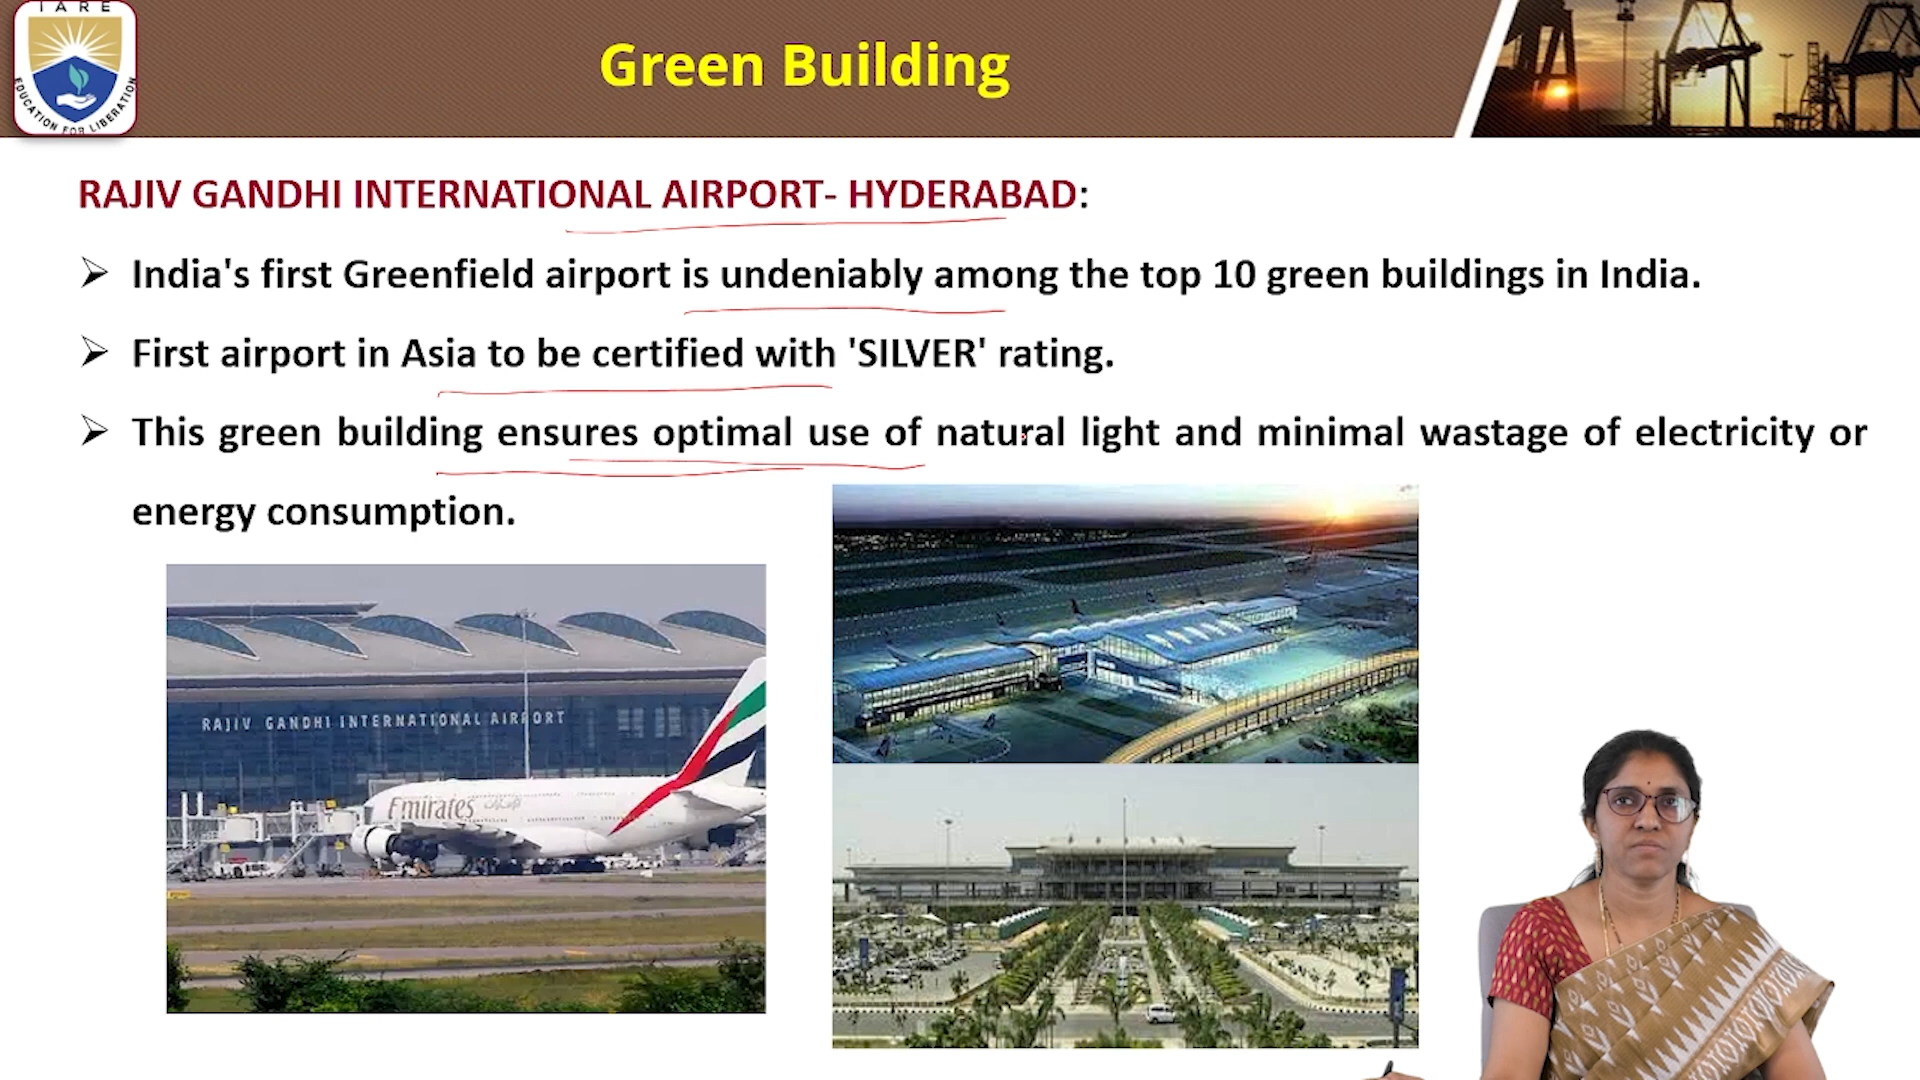 IARE
EDUCATION FOR LIBERATION
Green Building
RAJIV GANDHI INTERNATIONAL AIRPORT- HYDERABAD:
➢ India's first Greenfield airport is undeniably among the top 10 green buildings in India.
➢ First airport in Asia to be certified with 'SILVER' rating.
➢ This green building ensures optimal use of natural light and minimal wastage of electricity or
energy consumption.
RAJIV GANDHI INTERNATIONAL AIRPORT
Emirates